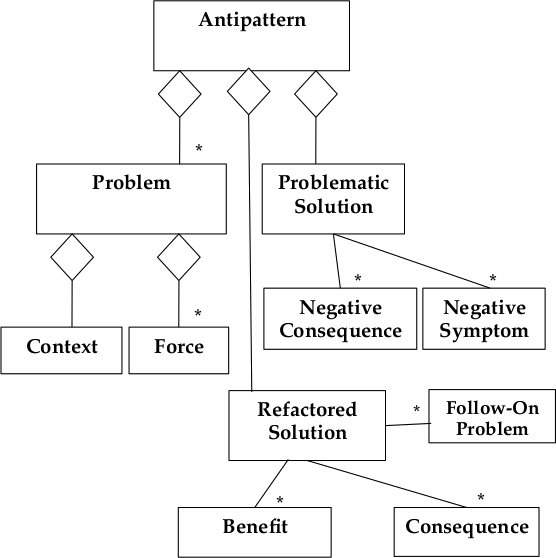 Antipattern
*
Problem
Problematic
Solution
*
*
*
Negative
Consequence
Negative
Symptom
Context
Force
Refactored
Solution
*
Follow-On
Problem
*
*
Benefit
Consequence